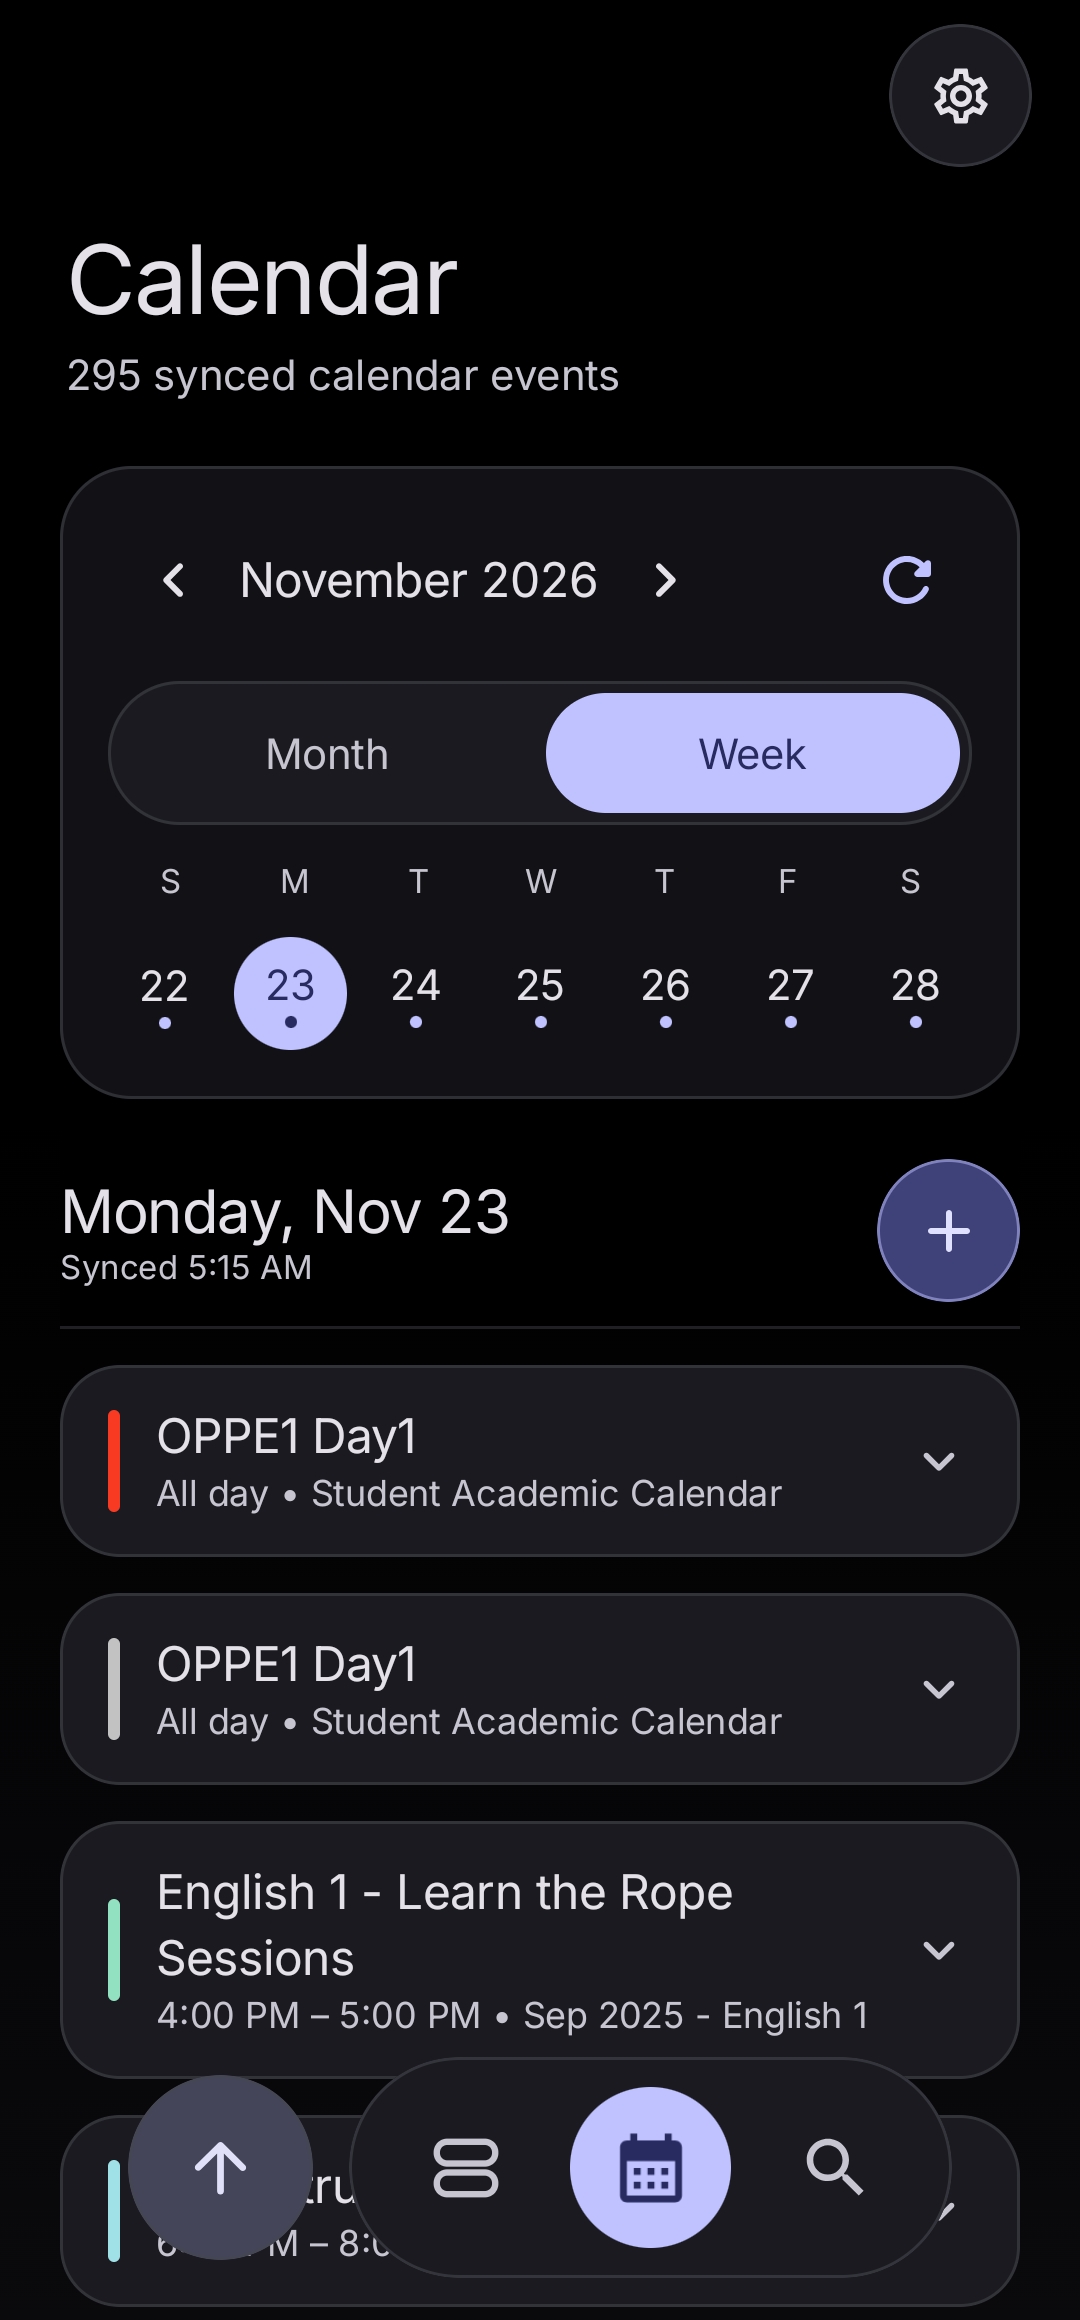 Calendar
295 synced calendar events
November 2026
Month Week
S M T W T F S
22 23 24 25 26 27 28
Monday, Nov 23
Synced 5:15 AM
OPPE1 Day1
All day • Student Academic Calendar
OPPE1 Day1
All day • Student Academic Calendar
English 1 - Learn the Rope
Sessions
4:00 PM – 5:00 PM • Sep 2025 - English 1